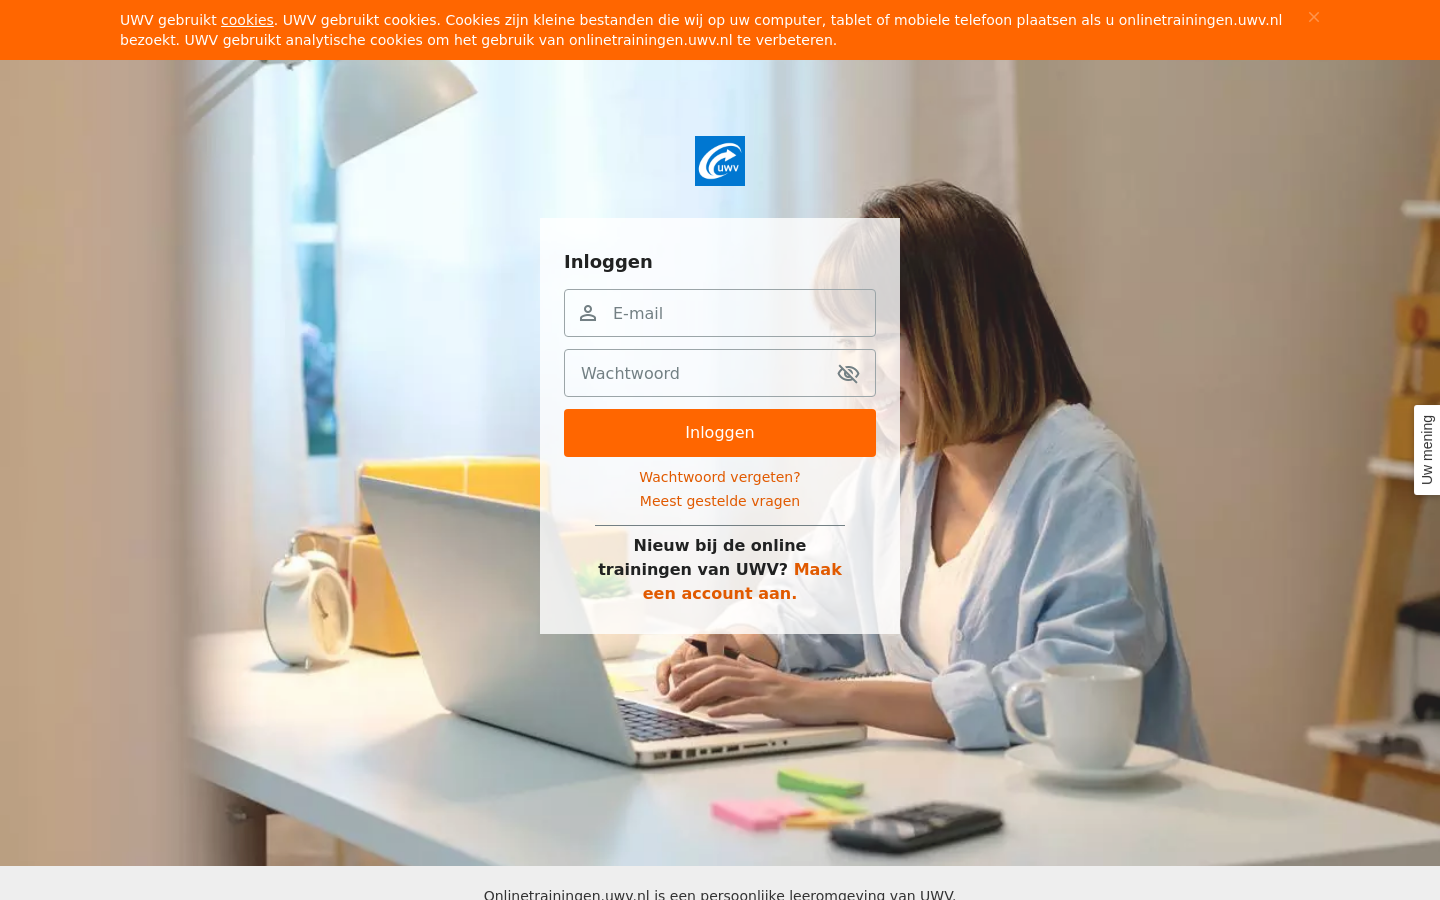 UWV gebruikt cookies. UWV gebruikt cookies. Cookies zijn kleine bestanden die wij op uw computer, tablet of mobiele telefoon plaatsen als u onlinetrainingen.uwv.nl
bezoekt. UWV gebruikt analytische cookies om het gebruik van onlinetrainingen.uwv.nl te verbeteren.
UWV
Inloggen
E-mail
Wachtwoord
Inloggen
Wachtwoord vergeten?
Meest gestelde vragen
Nieuw bij de online
trainingen van UWV? Maak
een account aan.
Uw mening
Onlinetrainingen.uwv.nl is een persoonlijke leeromgeving van UWV.